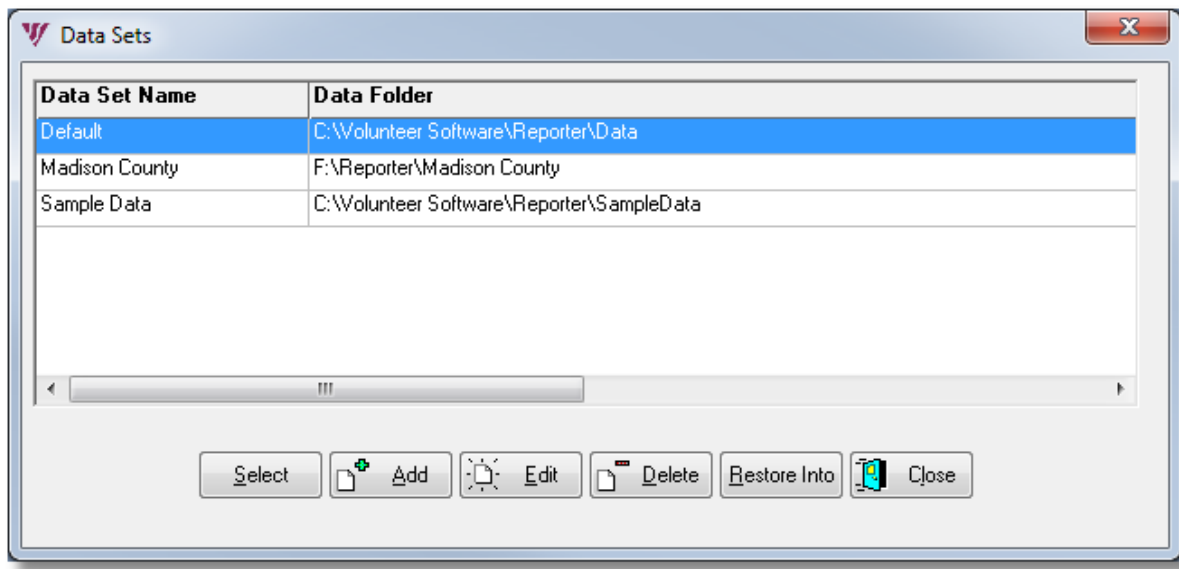 Data Sets
Data Set Name Data Folder
Default C:\Volunteer Software\Reporter\Data
Madison County F:\Reporter\Madison County
Sample Data C:\Volunteer Software\Reporter\SampleData
Select Add Edit Delete Restore Into Close